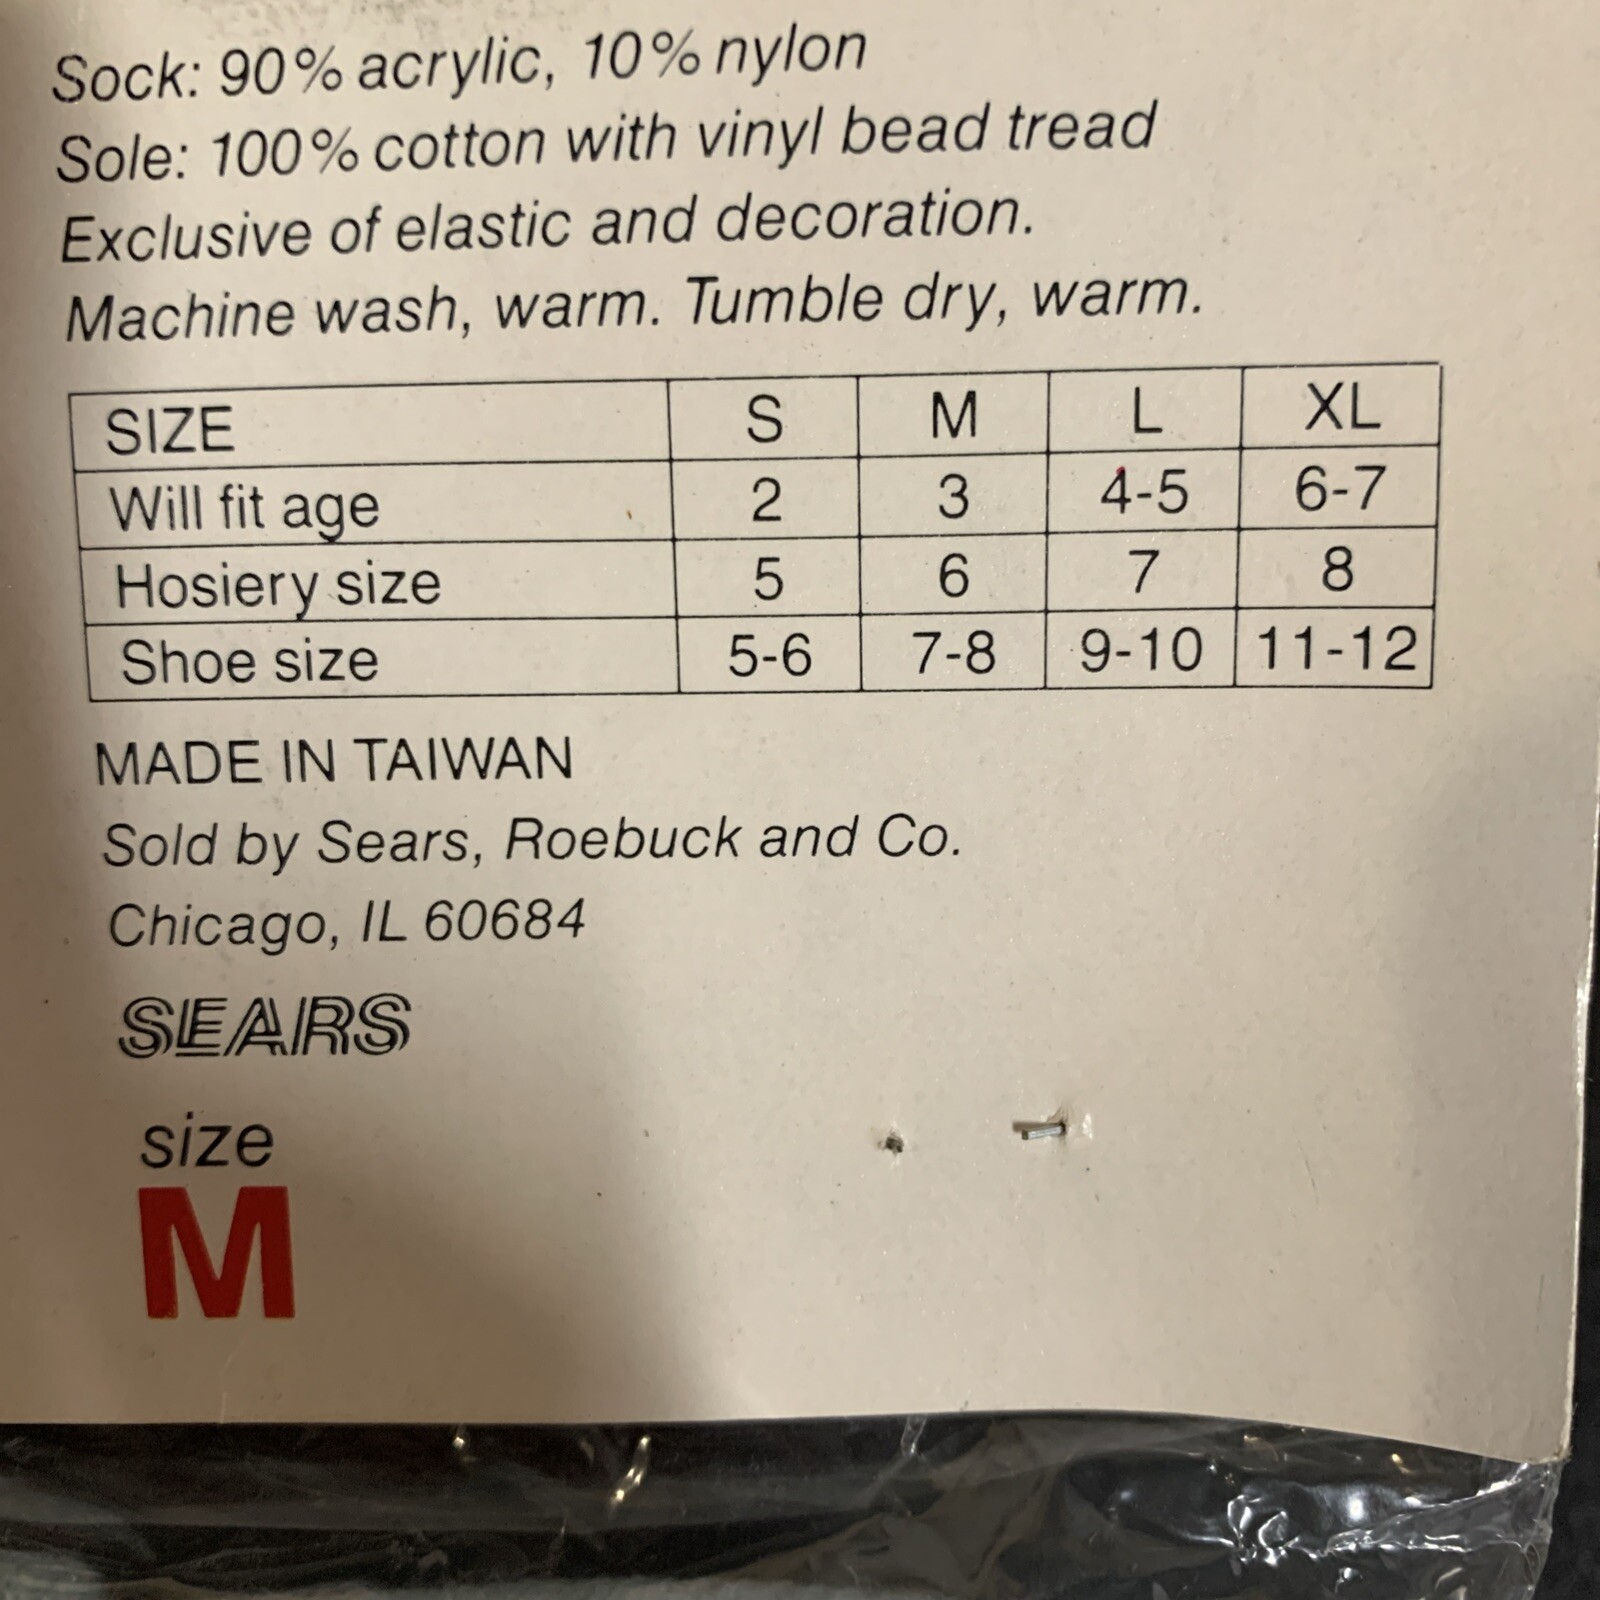 Sock: 90% acrylic, 10% nylon
Sole: 100% cotton with vinyl bead tread
Exclusive of elastic and decoration.
Machine wash, warm. Tumble dry, warm.
SIZE S M L XL
Will fit age 2 3 4-5 6-7
Hosiery size 5 6 7 8
Shoe size 5-6 7-8 9-10 11-12
MADE IN TAIWAN
Sold by Sears, Roebuck and Co.
Chicago, IL 60684
SEARS
size
M